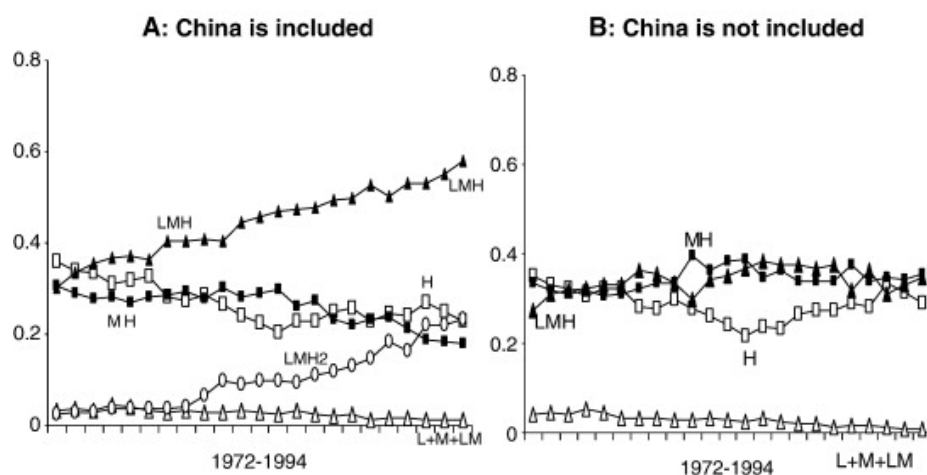 A: China is included
0.8
0.6
0.4
0.2
0
LMH
LMH
H
MH
LMH2
L+M+LM
1972-1994
B: China is not included
0.8
0.6
0.4
0.2
0
MH
LMH
H
L+M+LM
1972-1994